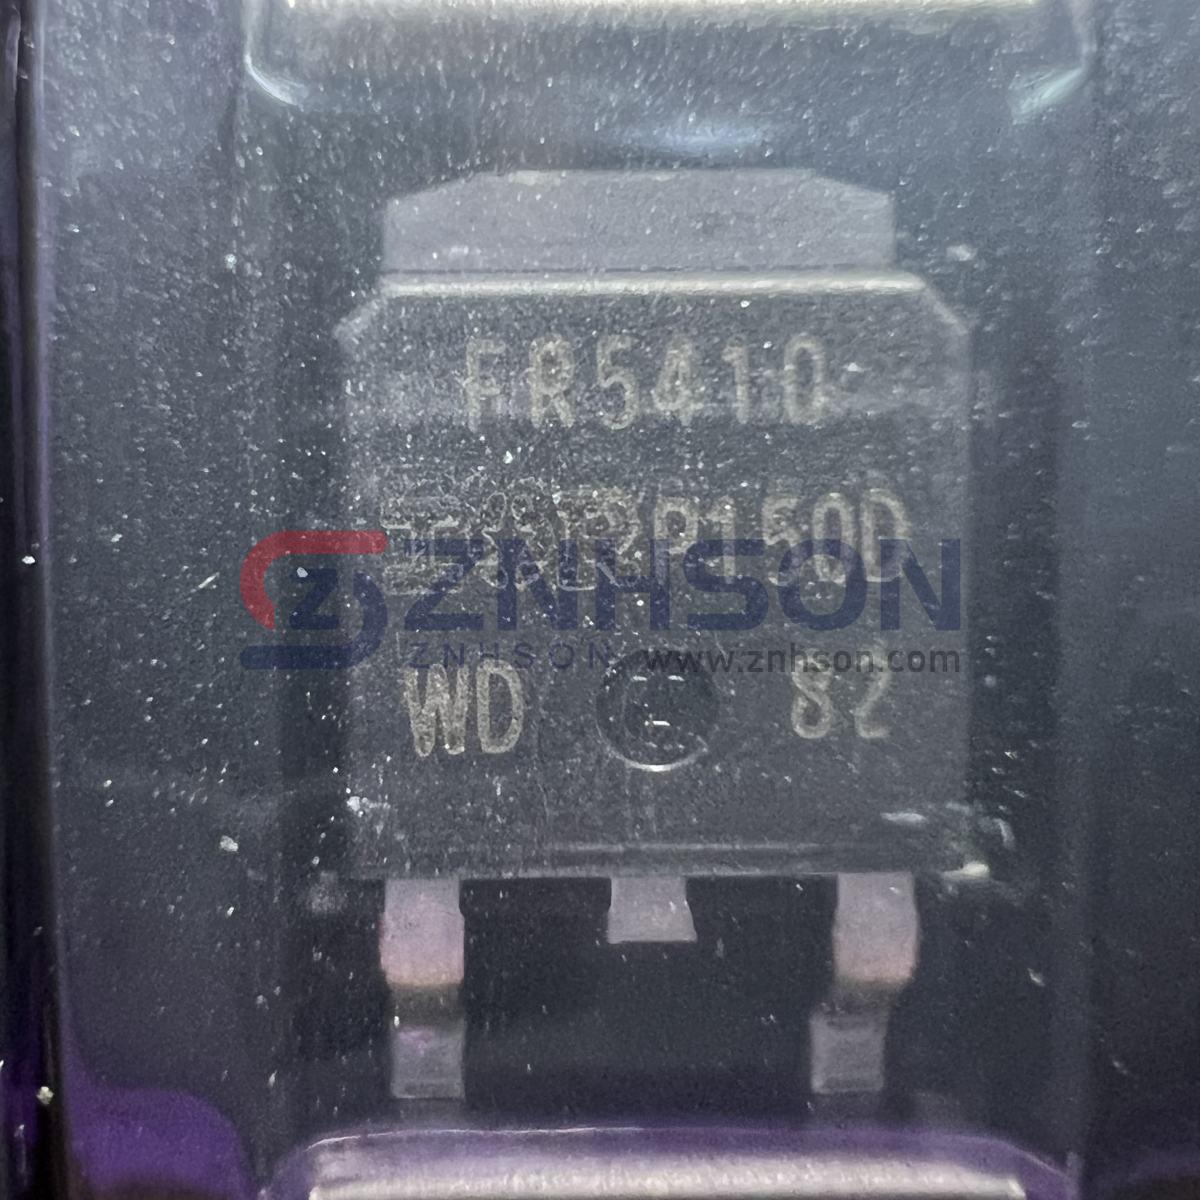 FR5410
P150D
ZNHSON
ZNHSON www.znhson.com
WD 82